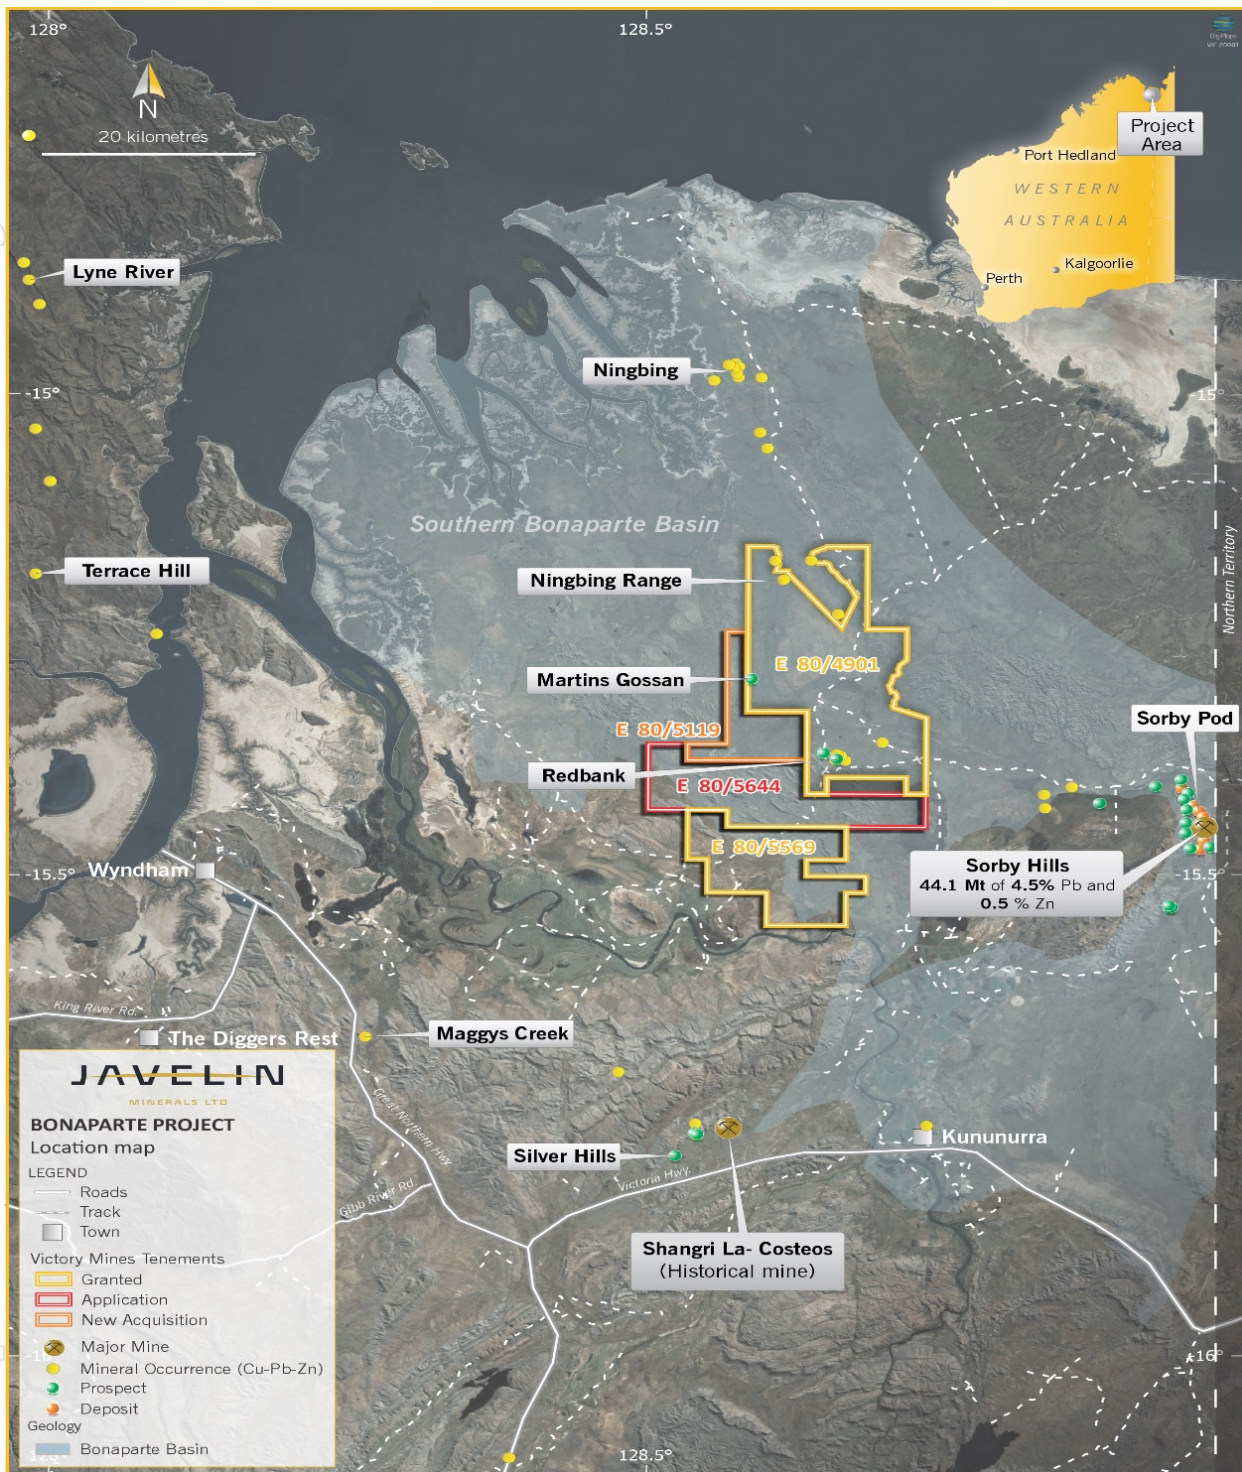 128°
128.5°
DigMaps
VIC 20001
N
20 kilometres
Project
Area
Port Hedland
WESTERN
AUSTRALIA
Kalgoorlie
Perth
Lyne River
Ningbing
-15°
-15°
Southern Bonaparte Basin
Northern Territory
Terrace Hill
Ningbing Range
E 80/4901
Martins Gossan
Sorby Pod
E 80/5119
Redbank
E 80/5644
E 80/5569
Sorby Hills
44.1 Mt of 4.5% Pb and
0.5 % Zn
Wyndham
-15.5°
-15.5°
King River Rd.
The Diggers Rest
Maggys Creek
Great Northern Hwy
Kununurra
Silver Hills
Victoria Hwy.
Gibb River Rd.
Shangri La- Costeos
(Historical mine)
JAVELIN
MINERALS LTD
BONAPARTE PROJECT
Location map
LEGEND
Roads
Track
Town
Victory Mines Tenements
Granted
Application
New Acquisition
Major Mine
Mineral Occurrence (Cu-Pb-Zn)
Prospect
Deposit
Geology
Bonaparte Basin
-16°
128.5°